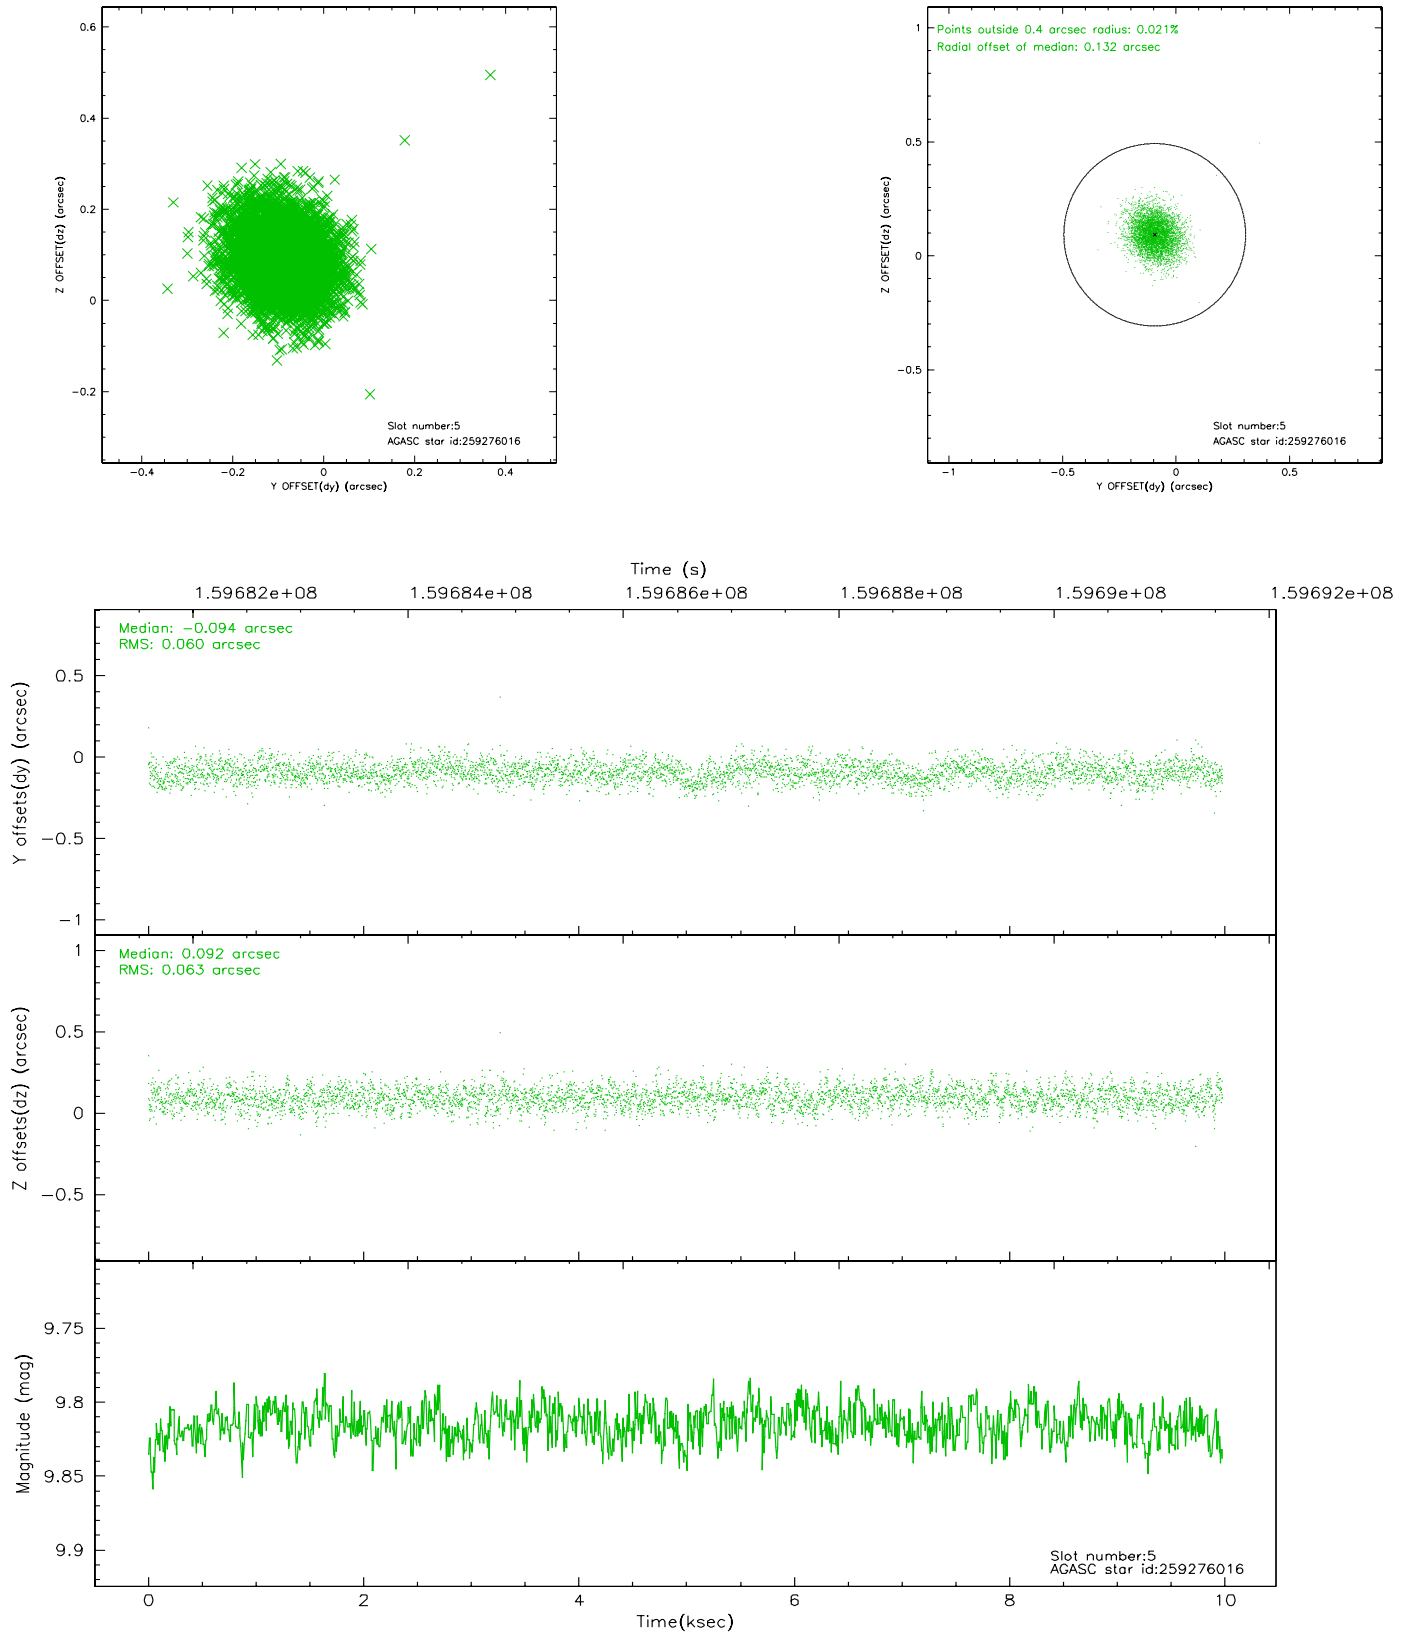 0.6
0.4
0.2
0
−0.2
Z OFFSET(dz) (arcsec)
Slot number:5
AGASC star id:259276016
−0.4 −0.2 0 0.2 0.4
Y OFFSET(dy) (arcsec)
Points outside 0.4 arcsec radius: 0.021%
Radial offset of median: 0.132 arcsec
1
0.5
0
−0.5
Z OFFSET(dz) (arcsec)
Slot number:5
AGASC star id:259276016
−1 −0.5 0 0.5
Y OFFSET(dy) (arcsec)
Time (s)
1.59682e+08 1.59684e+08 1.59686e+08 1.59688e+08 1.5969e+08 1.59692e+08
Median: −0.094 arcsec
RMS: 0.060 arcsec
0.5
0
−0.5
−1
Y offsets(dy) (arcsec)
Median: 0.092 arcsec
RMS: 0.063 arcsec
1
0.5
0
−0.5
Z offsets(dz) (arcsec)
9.75
9.8
9.85
9.9
Magnitude (mag)
Slot number:5
AGASC star id:259276016
0 2 4 6 8 10
Time(ksec)